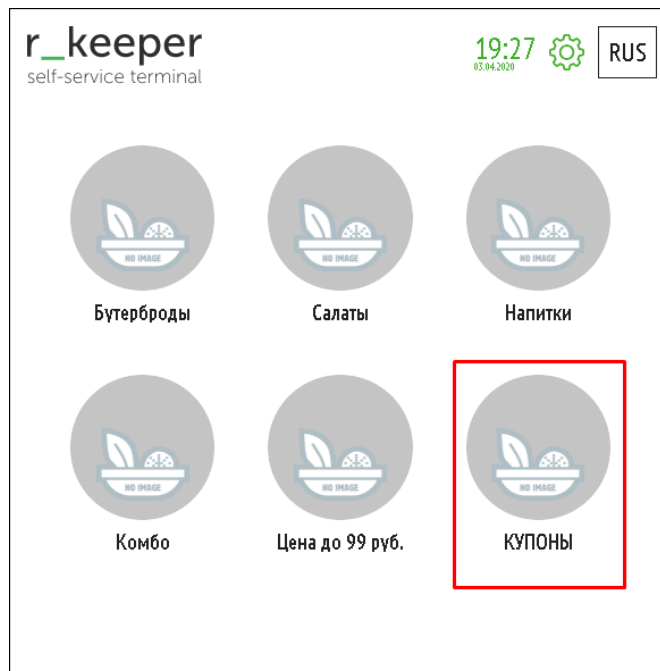 r_keeper
self-service terminal
19:27
03.04.2020
RUS
NO IMAGE
NO IMAGE
NO IMAGE
Бутерброды
Салаты
Напитки
NO IMAGE
NO IMAGE
NO IMAGE
Комбо
Цена до 99 руб.
КУПОНЫ